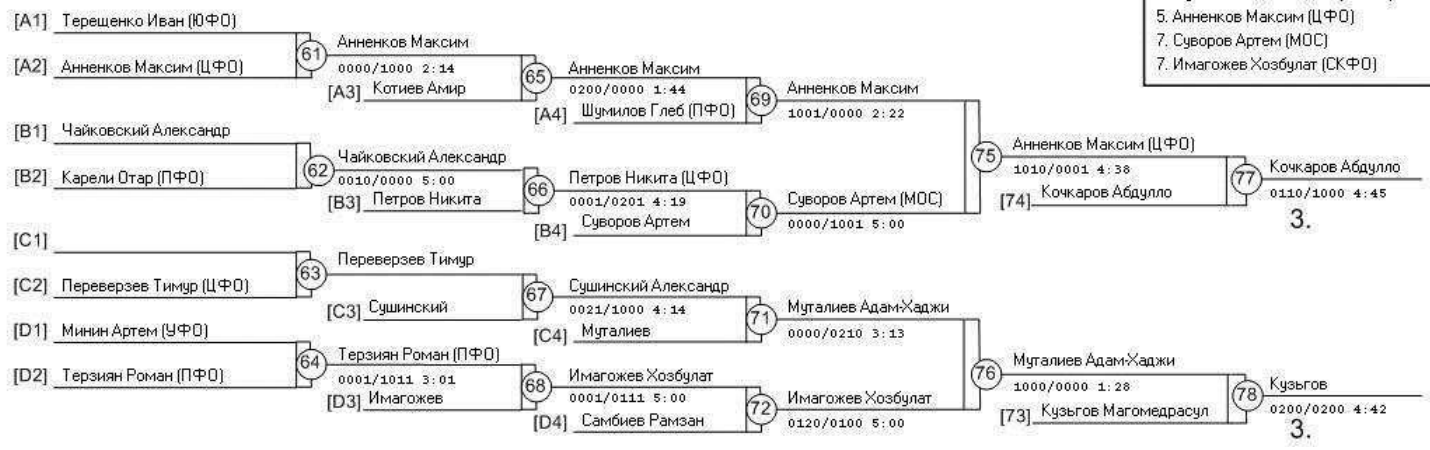 [A1] Терещенко Иван (ЮФО)
[A2] Анненков Максим (ЦФО)
61
Анненков Максим
0000/1000 2:14
[A3] Котиев Амир
65
Анненков Максим
0200/0000 1:44
[A4] Шумилов Глеб (ПФО)
69
Анненков Максим
1001/0000 2:22
[B1] Чайковский Александр
[B2] Карели Отар (ПФО)
62
Чайковский Александр
0010/0000 5:00
[B3] Петров Никита
66
Петров Никита (ЦФО)
0001/0201 4:19
[B4] Суворов Артем
70
Суворов Артем (МОС)
0000/1001 5:00
75
Анненков Максим (ЦФО)
1010/0001 4:38
[74] Кочкаров Абдулло
77
Кочкаров Абдулло
0110/1000 4:45
3.
[C1]
[C2] Переверзев Тимур (ЦФО)
63
Переверзев Тимур
[C3] Сушинский
67
Сушинский Александр
0021/1000 4:14
[C4] Муталиев
71
Муталиев Адам-Хаджи
0000/0210 3:13
[D1] Минин Артем (УФО)
[D2] Терзиян Роман (ПФО)
64
Терзиян Роман (ПФО)
0001/1011 3:01
[D3] Имагожев
68
Имагожев Хозбулат
0001/0111 5:00
[D4] Самбиев Рамзан
72
Имагожев Хозбулат
0120/0100 5:00
76
Муталиев Адам-Хаджи
1000/0000 1:28
[73] Кузьгов Магомедрасул
78
Кузьгов
0200/0200 4:42
3.
5. Анненков Максим (ЦФО)
7. Суворов Артем (МОС)
7. Имагожев Хозбулат (СКФО)